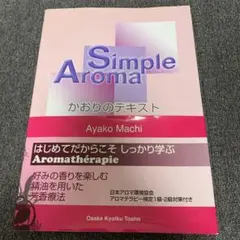 Simple
Aroma
かおりのテキスト
Ayako Machi
はじめてだからこそ しっかり学ぶ
Aromathérapie
好みの香りを楽しむ
精油を用いた
芳香療法
日本アロマ環境協会
アロマテラピー検定1級・2級対策付き
Osaka Kyoiku Tosho